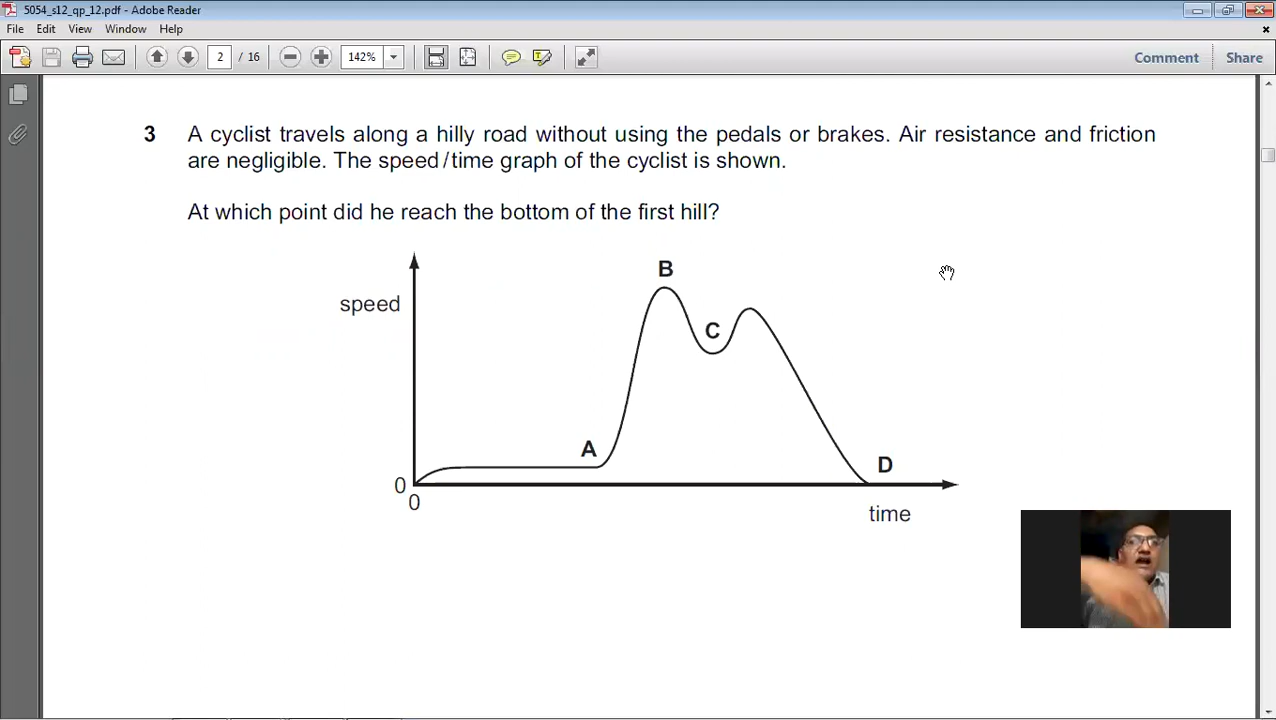 5054_s12_qp_12.pdf - Adobe Reader
File Edit View Window Help
2 / 16 142% Comment Share
3 A cyclist travels along a hilly road without using the pedals or brakes. Air resistance and friction
are negligible. The speed / time graph of the cyclist is shown.
At which point did he reach the bottom of the first hill?
B
speed
C
A
D
0
0
time